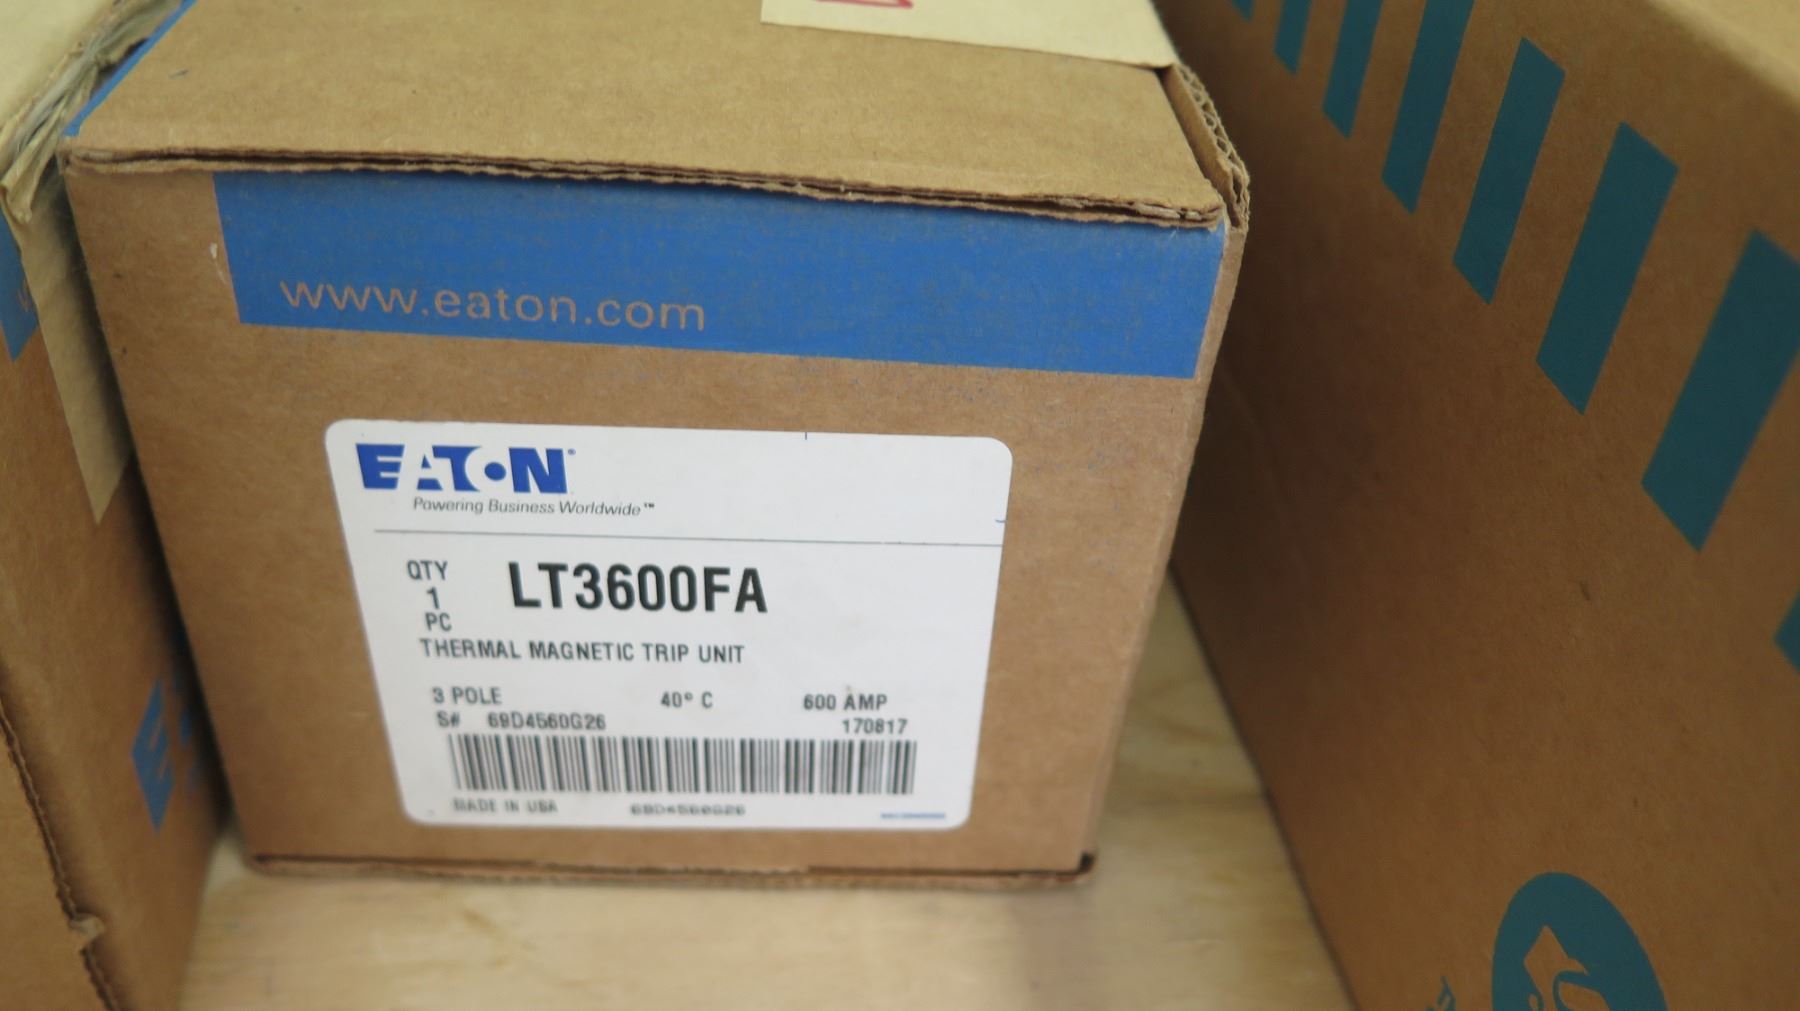 www.eaton.com
EATON
Powering Business Worldwide™
QTY
1
PC
LT3600FA
THERMAL MAGNETIC TRIP UNIT
3 POLE 40° C 600 AMP
S# 69D4560G26 170817
MADE IN USA 69D4560G26